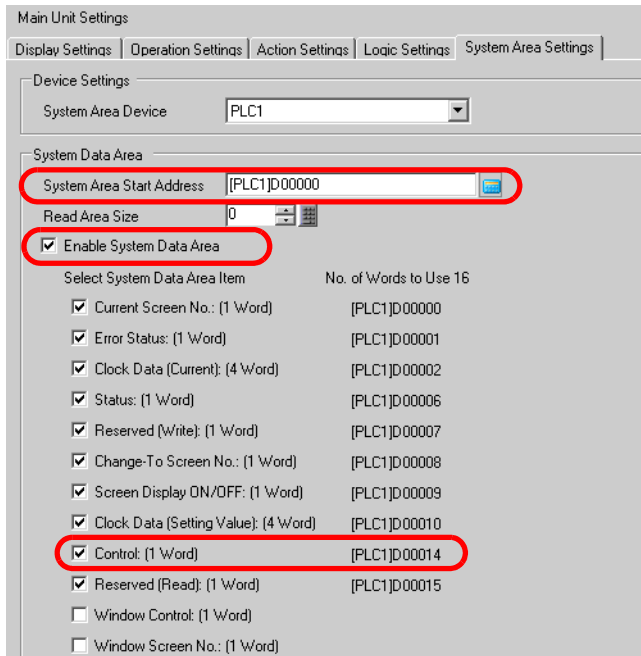 Main Unit Settings
Display Settings Operation Settings Action Settings Logic Settings System Area Settings
Device Settings
System Area Device PLC1
System Data Area
System Area Start Address [PLC1]D00000
Read Area Size 0
Enable System Data Area
Select System Data Area Item No. of Words to Use 16
Current Screen No.: (1 Word) [PLC1]D00000
Error Status: (1 Word) [PLC1]D00001
Clock Data (Current): (4 Word) [PLC1]D00002
Status: (1 Word) [PLC1]D00006
Reserved (Write): (1 Word) [PLC1]D00007
Change-To Screen No.: (1 Word) [PLC1]D00008
Screen Display ON/OFF: (1 Word) [PLC1]D00009
Clock Data (Setting Value): (4 Word) [PLC1]D00010
Control: (1 Word) [PLC1]D00014
Reserved (Read): (1 Word) [PLC1]D00015
Window Control: (1 Word)
Window Screen No.: (1 Word)